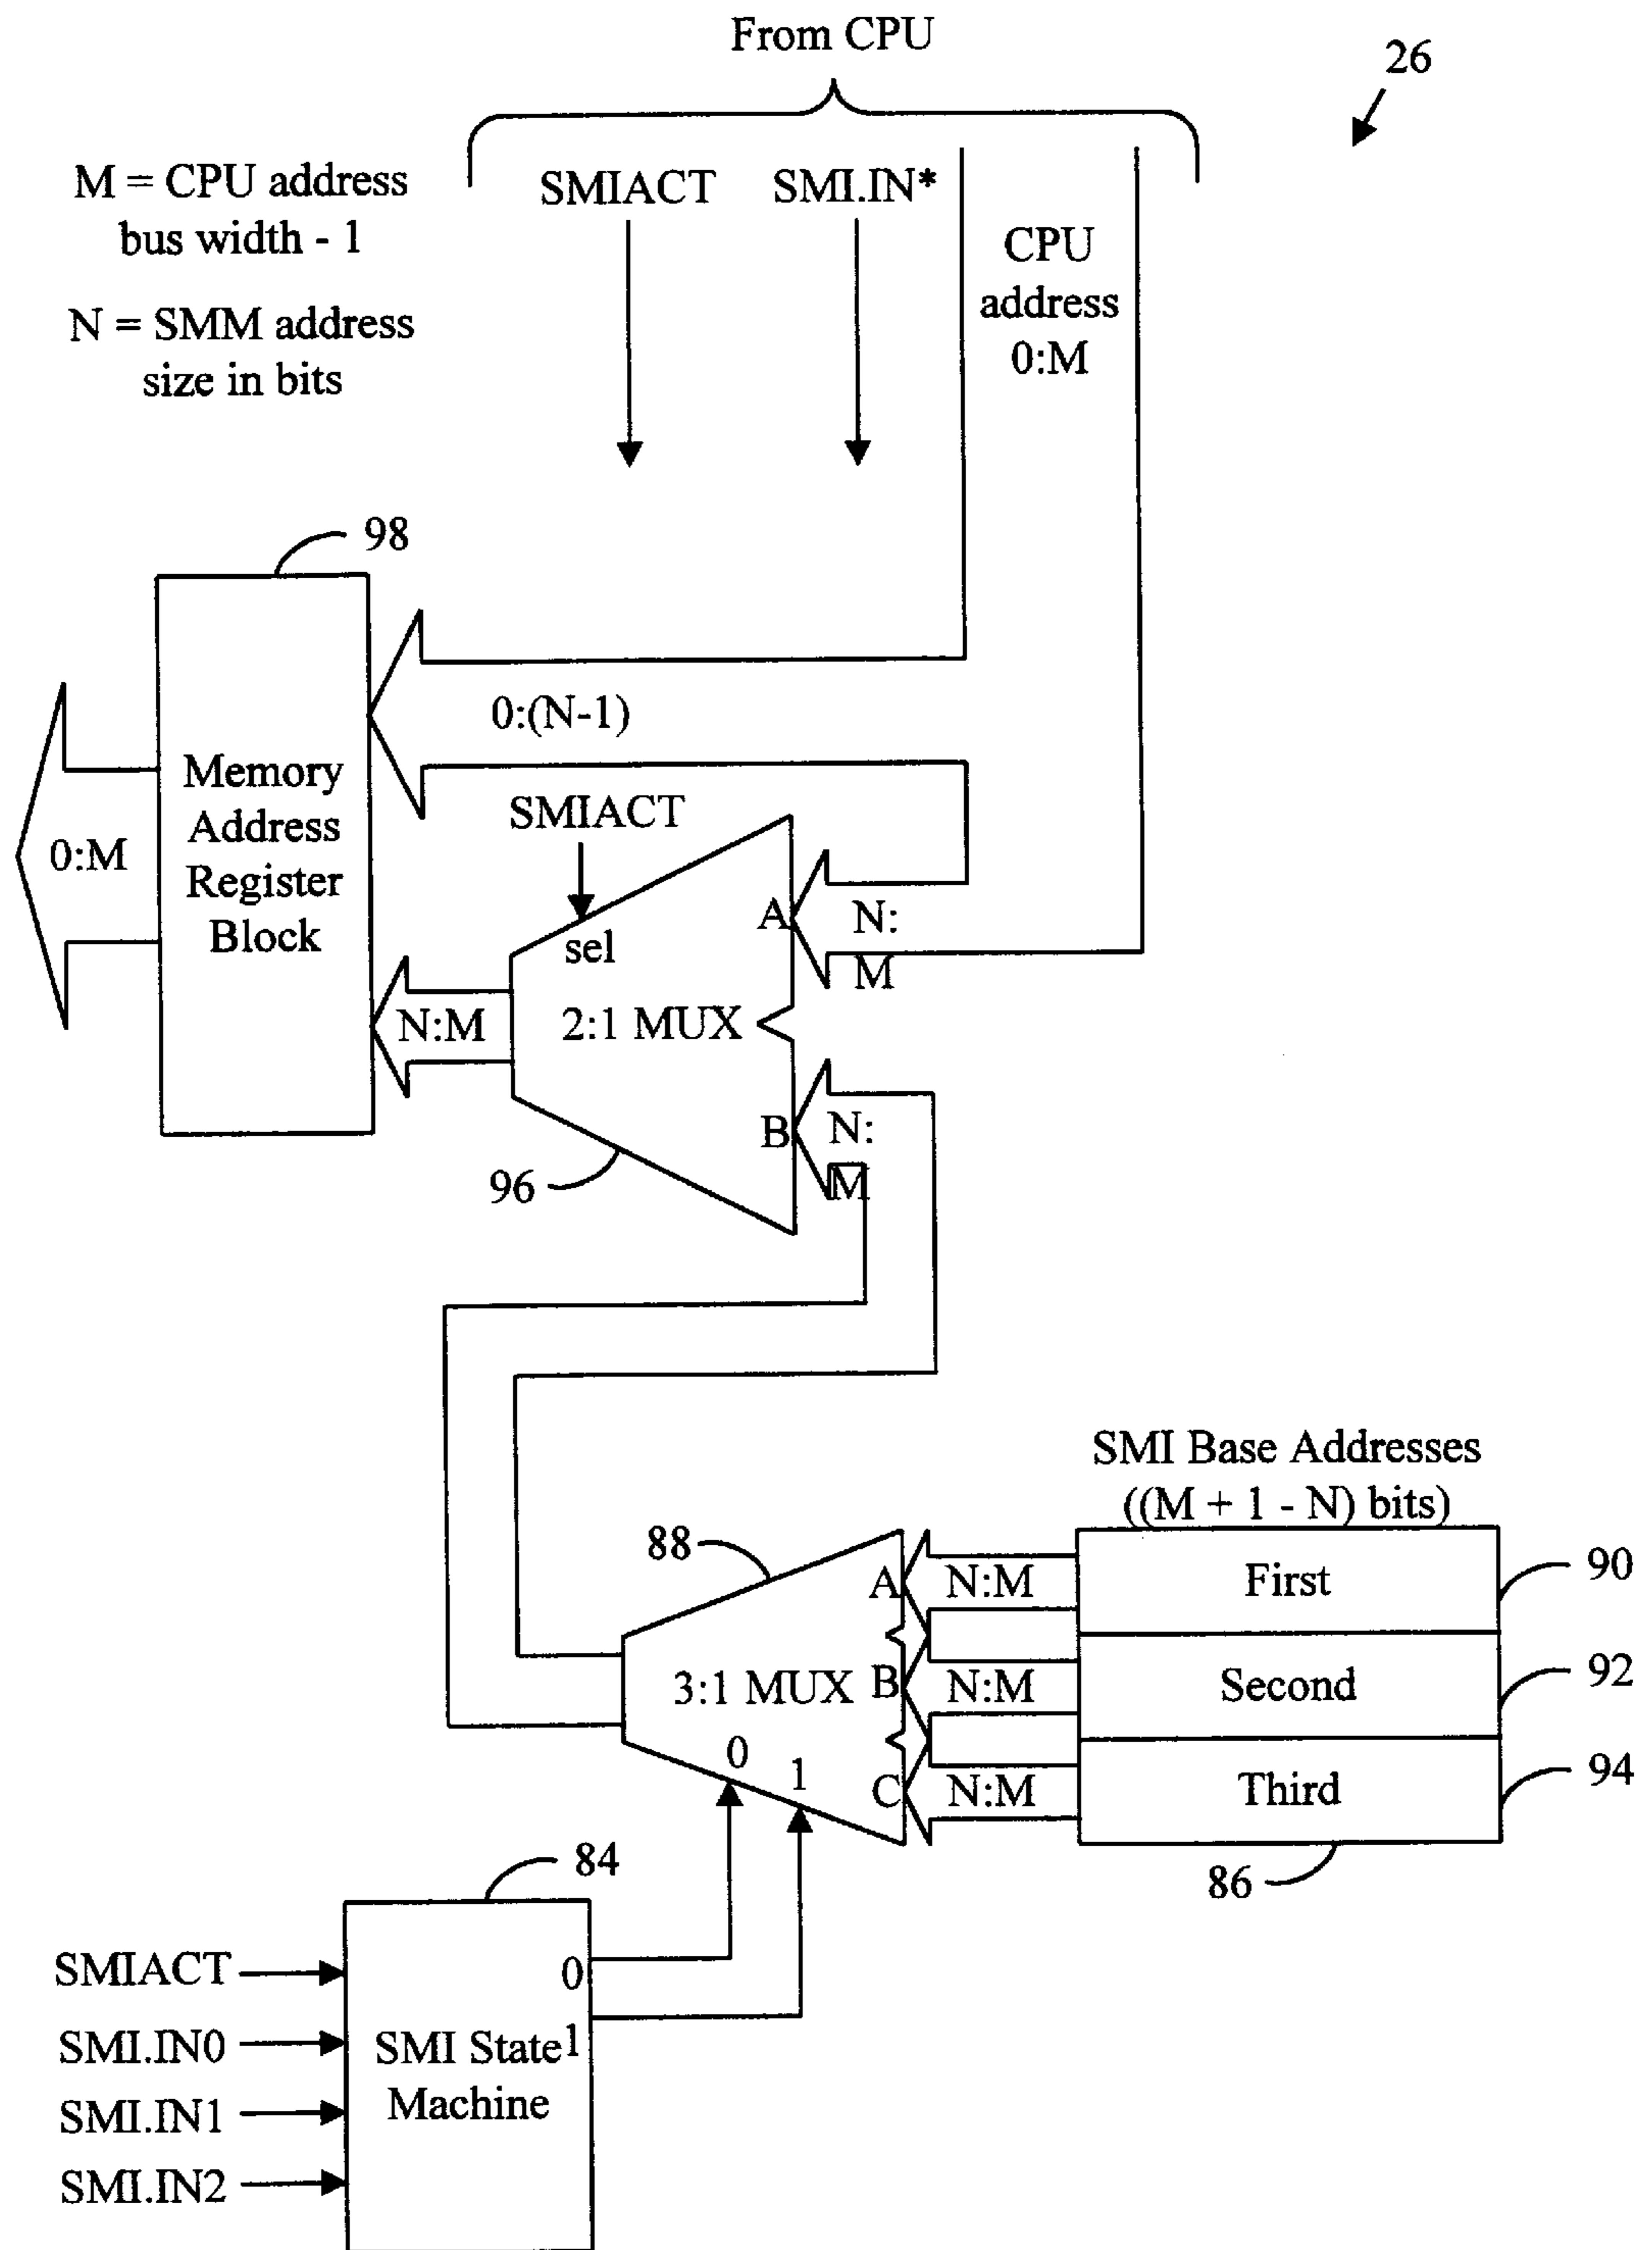 From CPU
26
M = CPU address
bus width - 1
N = SMM address
size in bits
SMIACT
SMI.IN*
CPU
address
0:M
98
0:(N-1)
Memory
Address
Register
Block
0:M
SMIACT
sel
A
N:
M
2:1 MUX
N:M
B
N:
M
96
SMI Base Addresses
((M + 1 - N) bits)
88
A
N:M
First
90
3:1 MUX
B
N:M
Second
92
0
1
C
N:M
Third
94
86
84
SMIACT
0
SMI.IN0
SMI State
1
Machine
SMI.IN1
SMI.IN2